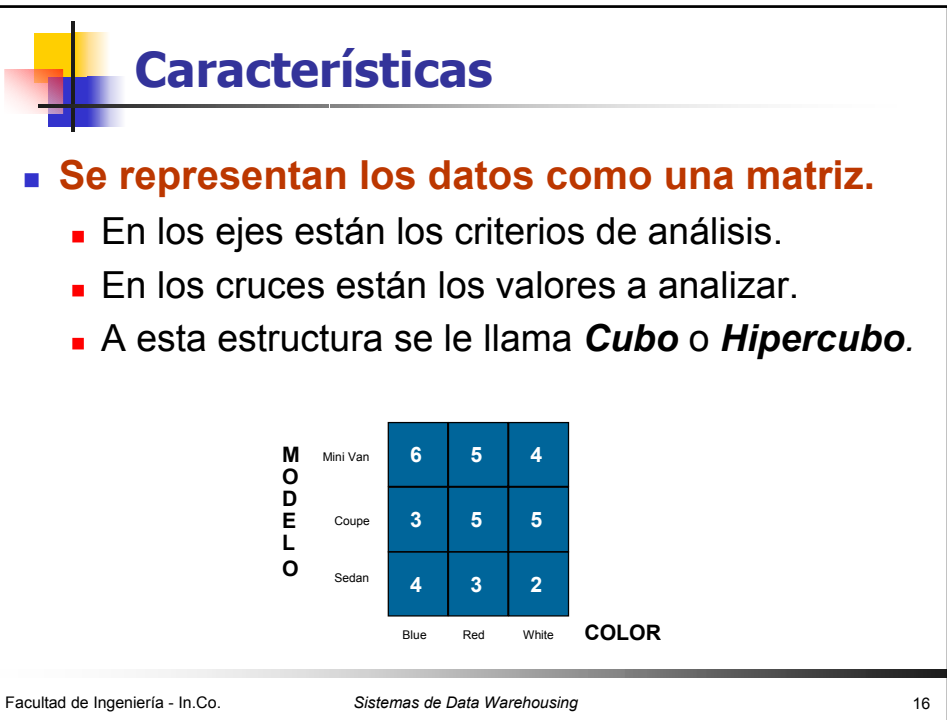 Características
Se representan los datos como una matriz.
En los ejes están los criterios de análisis.
En los cruces están los valores a analizar.
A esta estructura se le llama Cubo o Hipercubo.
MODELO
Mini Van 6 5 4
Coupe 3 5 5
Sedan 4 3 2
Blue Red White COLOR
Facultad de Ingeniería - In.Co. Sistemas de Data Warehousing 16